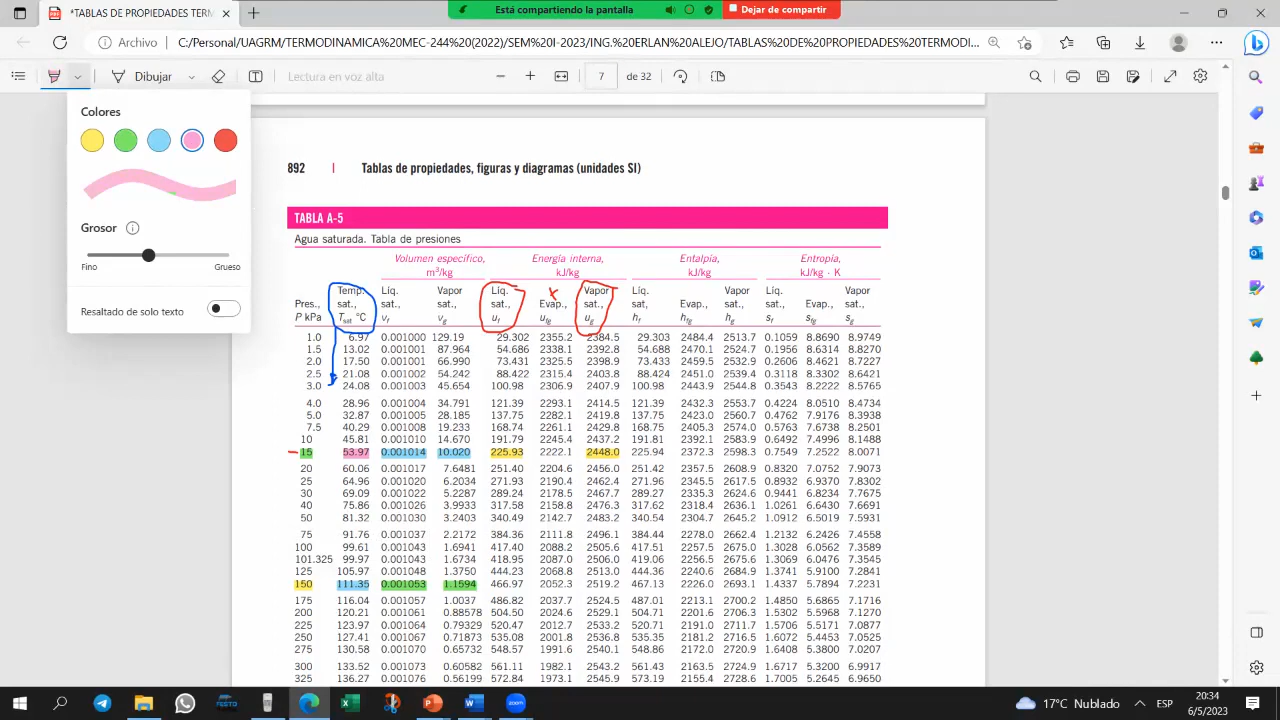 *TABLAS DE PROPIEDADES TERM
Está compartiendo la pantalla
Dejar de compartir
Archivo
C:/Personal/UAGRM/TERMODINAMICA%20MEC-244%20(2022)/SEM%20I-2023/ING.%20ERLAN%20ALEJO/TABLAS%20DE%20PROPIEDADES%20TERMODI...
Dibujar
Lectura en voz alta
7 de 32
Colores
Grosor
Fino Grueso
Resaltado de solo texto
892 Tablas de propiedades, figuras y diagramas (unidades SI)
TABLA A-5
Agua saturada. Tabla de presiones
Volumen específico, Energía interna, Entalpía, Entropía,
m³/kg kJ/kg kJ/kg kJ/kg · K
Temp. Líq. Vapor Líq. x Vapor Líq. Vapor Líq. Vapor
Pres., sat., sat., sat., sat., Evap., sat., sat, Evap., sat., sat., Evap., sat.,
P kPa Tsat °C vf vg uf ufg ug hf hfg hg sf sfg sg
1.0 6.97 0.001000 129.19 29.302 2355.2 2384.5 29.303 2484.4 2513.7 0.1059 8.8690 8.9749
1.5 13.02 0.001001 87.964 54.686 2338.1 2392.8 54.688 2470.1 2524.7 0.1956 8.6314 8.8270
2.0 17.50 0.001001 66.990 73.431 2325.5 2398.9 73.433 2459.5 2532.9 0.2606 8.4621 8.7227
2.5 21.08 0.001002 54.242 88.422 2315.4 2403.8 88.424 2451.0 2539.4 0.3118 8.3302 8.6421
3.0 24.08 0.001003 45.654 100.98 2306.9 2407.9 100.98 2443.9 2544.8 0.3543 8.2222 8.5765
4.0 28.96 0.001004 34.791 121.39 2293.1 2414.5 121.39 2432.3 2553.7 0.4224 8.0510 8.4734
5.0 32.87 0.001005 28.185 137.75 2282.1 2419.8 137.75 2423.0 2560.7 0.4762 7.9176 8.3938
7.5 40.29 0.001008 19.233 168.74 2261.1 2429.8 168.75 2405.3 2574.0 0.5763 7.6738 8.2501
10 45.81 0.001010 14.670 191.79 2245.4 2437.2 191.81 2392.1 2583.9 0.6492 7.4996 8.1488
15 53.97 0.001014 10.020 225.93 2222.1 2448.0 225.94 2372.3 2598.3 0.7549 7.2522 8.0071
20 60.06 0.001017 7.6481 251.40 2204.6 2456.0 251.42 2357.5 2608.9 0.8320 7.0752 7.9073
25 64.96 0.001020 6.2034 271.93 2190.4 2462.4 271.96 2345.5 2617.5 0.8932 6.9370 7.8302
30 69.09 0.001022 5.2287 289.24 2178.5 2467.7 289.27 2335.3 2624.6 0.9441 6.8234 7.7675
40 75.86 0.001026 3.9933 317.58 2158.8 2476.3 317.62 2318.4 2636.1 1.0261 6.6430 7.6691
50 81.32 0.001030 3.2403 340.49 2142.7 2483.2 340.54 2304.7 2645.2 1.0912 6.5019 7.5931
75 91.76 0.001037 2.2172 384.36 2111.8 2496.1 384.44 2278.0 2662.4 1.2132 6.2426 7.4558
100 99.61 0.001043 1.6941 417.40 2088.2 2505.6 417.51 2257.5 2675.0 1.3028 6.0562 7.3589
101.325 99.97 0.001043 1.6734 418.95 2087.0 2506.0 419.06 2256.5 2675.6 1.3069 6.0476 7.3545
125 105.97 0.001048 1.3750 444.23 2068.8 2513.0 444.36 2240.6 2684.9 1.3741 5.9100 7.2841
150 111.35 0.001053 1.1594 466.97 2052.3 2519.2 467.13 2226.0 2693.1 1.4337 5.7894 7.2231
175 116.04 0.001057 1.0037 486.82 2037.7 2524.5 487.01 2213.1 2700.2 1.4850 5.6865 7.1716
200 120.21 0.001061 0.88578 504.50 2024.6 2529.1 504.71 2201.6 2706.3 1.5302 5.5968 7.1270
225 123.97 0.001064 0.79329 520.47 2012.7 2533.2 520.71 2191.0 2711.7 1.5706 5.5171 7.0877
250 127.41 0.001067 0.71873 535.08 2001.8 2536.8 535.35 2181.2 2716.5 1.6072 5.4453 7.0525
275 130.58 0.001070 0.65732 548.57 1991.6 2540.1 548.86 2172.0 2720.9 1.6408 5.3800 7.0207
300 133.52 0.001073 0.60582 561.11 1982.1 2543.2 561.43 2163.5 2724.9 1.6717 5.3200 6.9917
325 136.27 0.001076 0.56199 572.84 1973.1 2545.9 573.19 2155.4 2728.6 1.7005 5.2645 6.9650
FESTO
zoom
17°C Nublado
ESP
20:34
6/5/2023